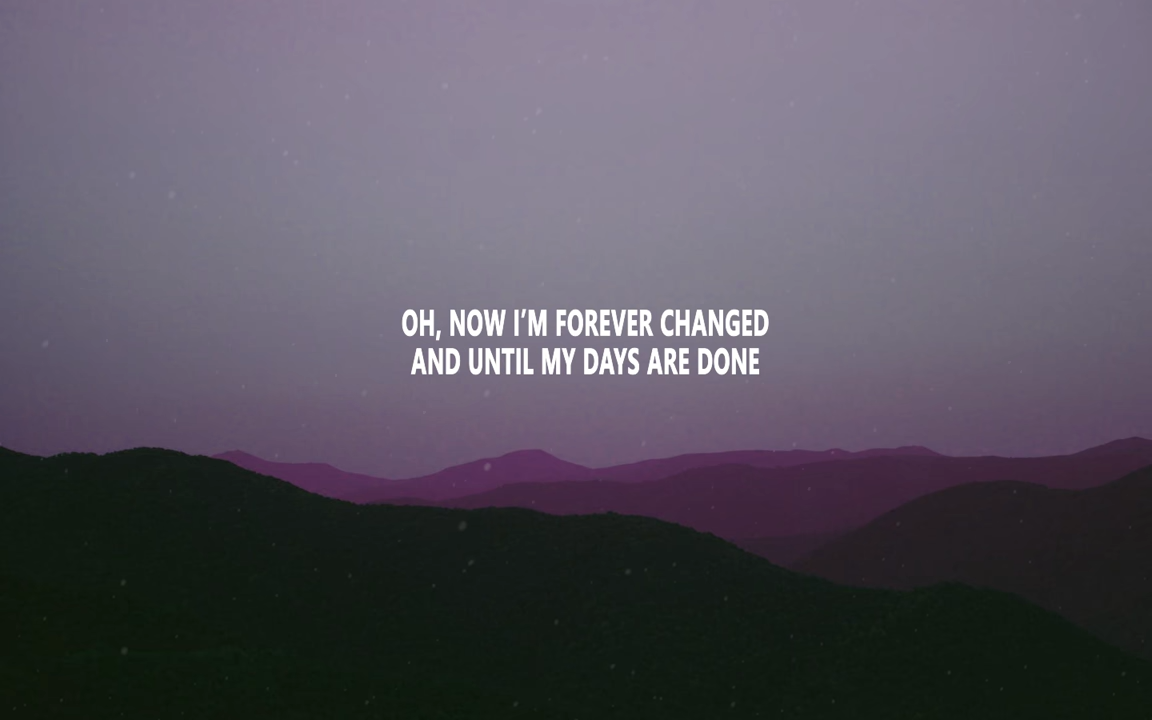 OH, NOW I’M FOREVER CHANGED
AND UNTIL MY DAYS ARE DONE